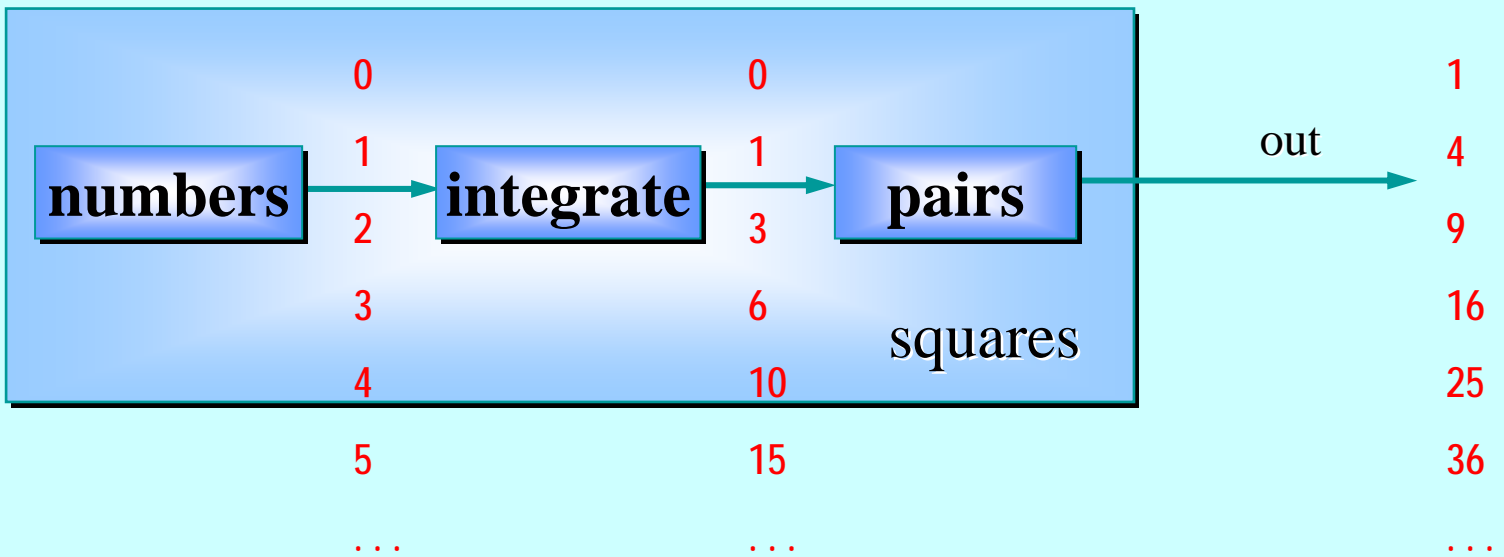 0 0 1
out
1 1 4
numbers integrate pairs
2 3 9
3 6 16
squares
4 10 25
5 15 36
. . . . . . . . .